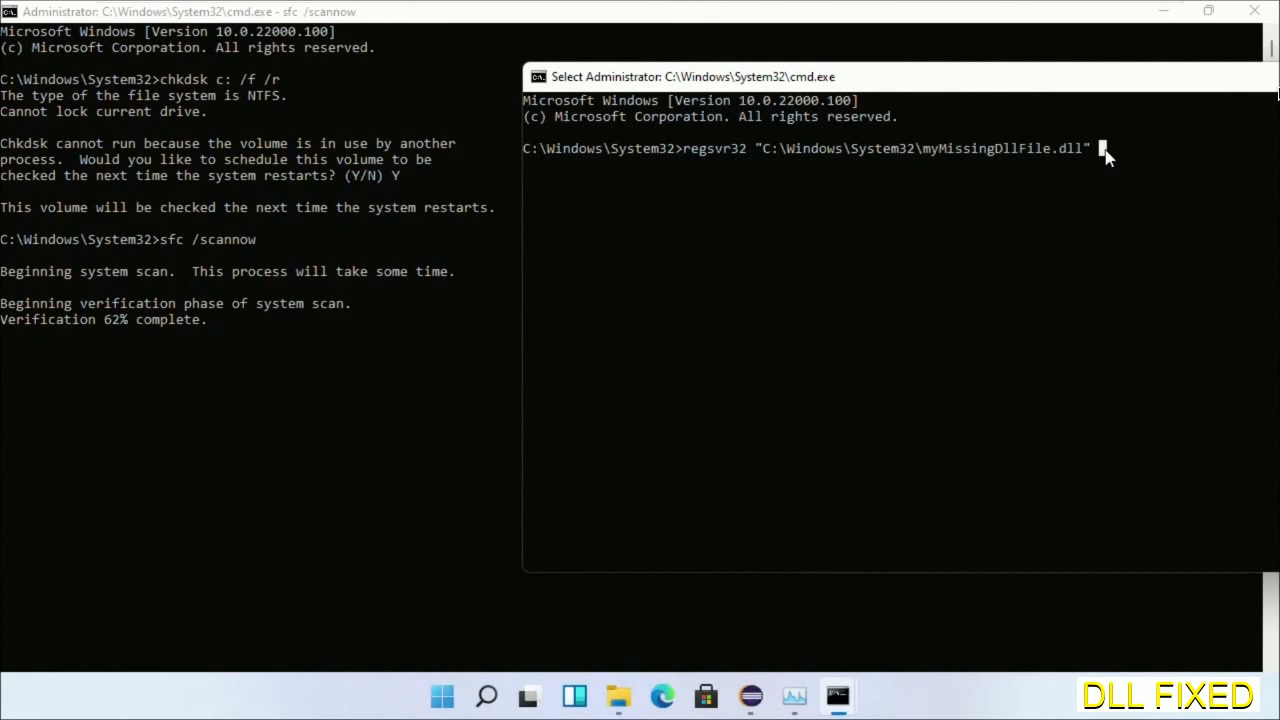 Administrator: C:\Windows\System32\cmd.exe - sfc /scannow
Microsoft Windows [Version 10.0.22000.100]
(c) Microsoft Corporation. All rights reserved.
C:\Windows\System32>chkdsk c: /f /r
The type of the file system is NTFS.
Cannot lock current drive.
Chkdsk cannot run because the volume is in use by another
process.  Would you like to schedule this volume to be
checked the next time the system restarts? (Y/N) Y
This volume will be checked the next time the system restarts.
C:\Windows\System32>sfc /scannow
Beginning system scan.  This process will take some time.
Beginning verification phase of system scan.
Verification 62% complete.
Select Administrator: C:\Windows\System32\cmd.exe
Microsoft Windows [Version 10.0.22000.100]
(c) Microsoft Corporation. All rights reserved.
C:\Windows\System32>regsvr32 "C:\Windows\System32\myMissingDllFile.dll"
DLL FIXED